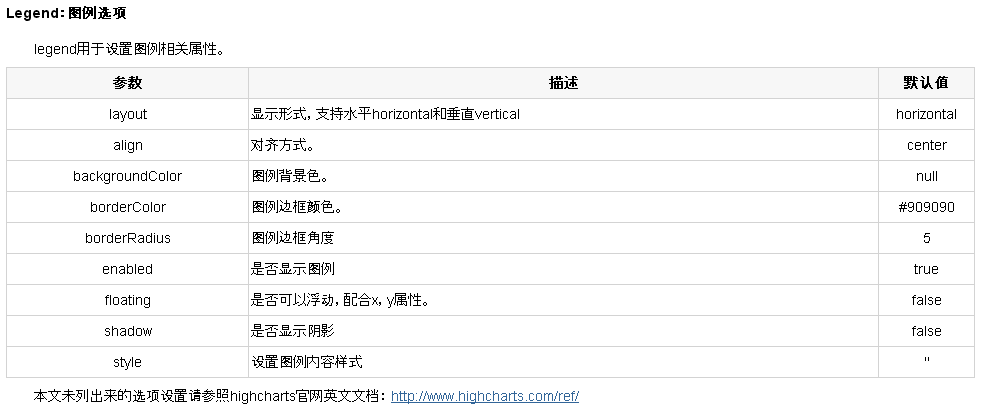 Legend：图例选项
legend用于设置图例相关属性。
参数 描述 默认值
layout 显示形式，支持水平horizontal和垂直vertical horizontal
align 对齐方式。 center
backgroundColor 图例背景色。 null
borderColor 图例边框颜色。 #909090
borderRadius 图例边框角度 5
enabled 是否显示图例 true
floating 是否可以浮动，配合x，y属性。 false
shadow 是否显示阴影 false
style 设置图例内容样式 ''
本文未列出来的选项设置请参照highcharts官网英文文档：http://www.highcharts.com/ref/